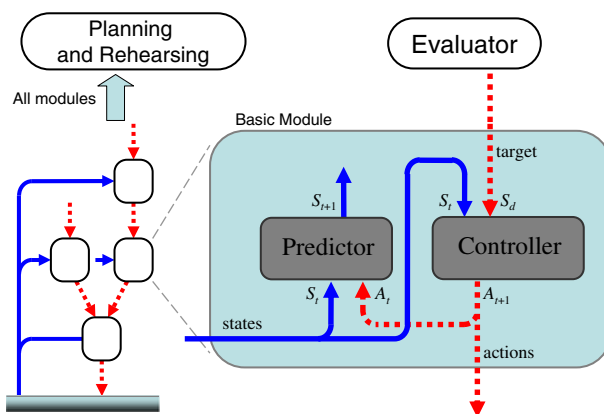 Planning
and Rehearsing
Evaluator
All modules
Basic Module
target
S_{t+1}
S_t
S_d
Predictor
Controller
S_t
A_t
A_{t+1}
states
actions